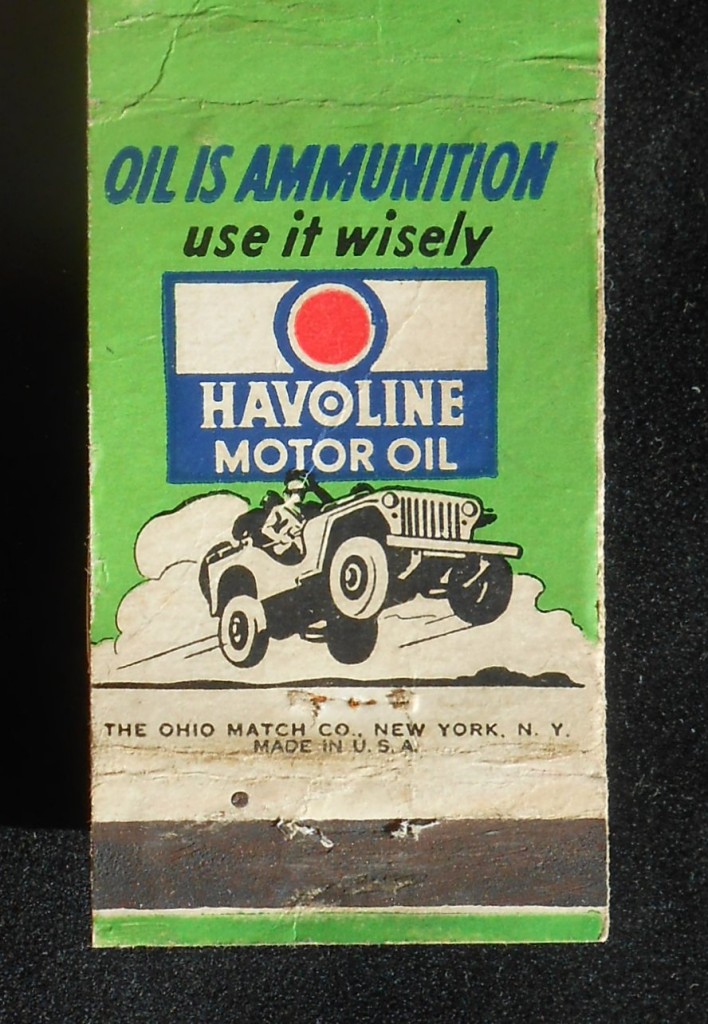 OIL IS AMMUNITION
use it wisely
HAVOLINE
MOTOR OIL
THE OHIO MATCH CO., NEW YORK, N. Y.
MADE IN U.S.A.